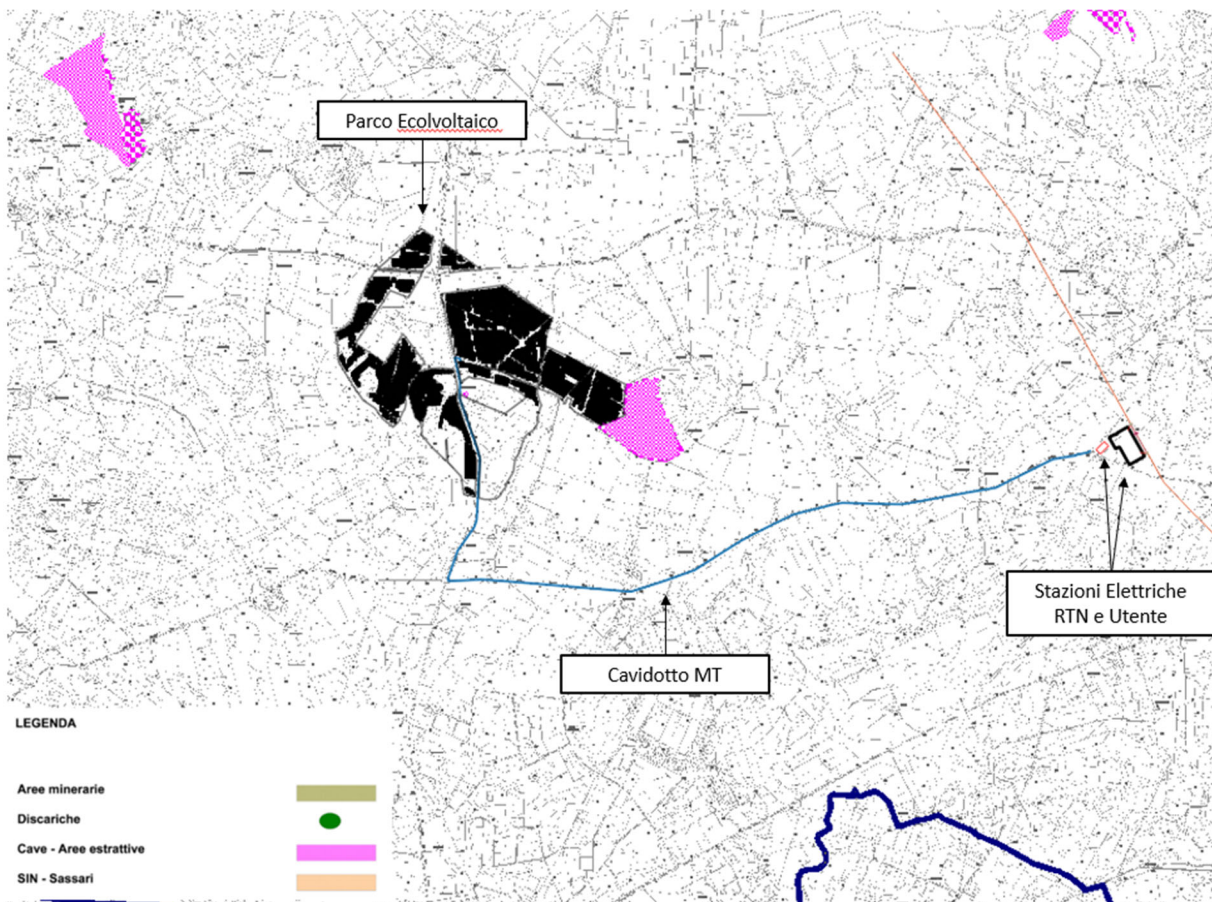 Parco Ecolvoltaico
Stazioni Elettriche
RTN e Utente
Cavidotto MT
LEGENDA
Aree minerarie
Discariche
Cave - Aree estrattive
SIN - Sassari